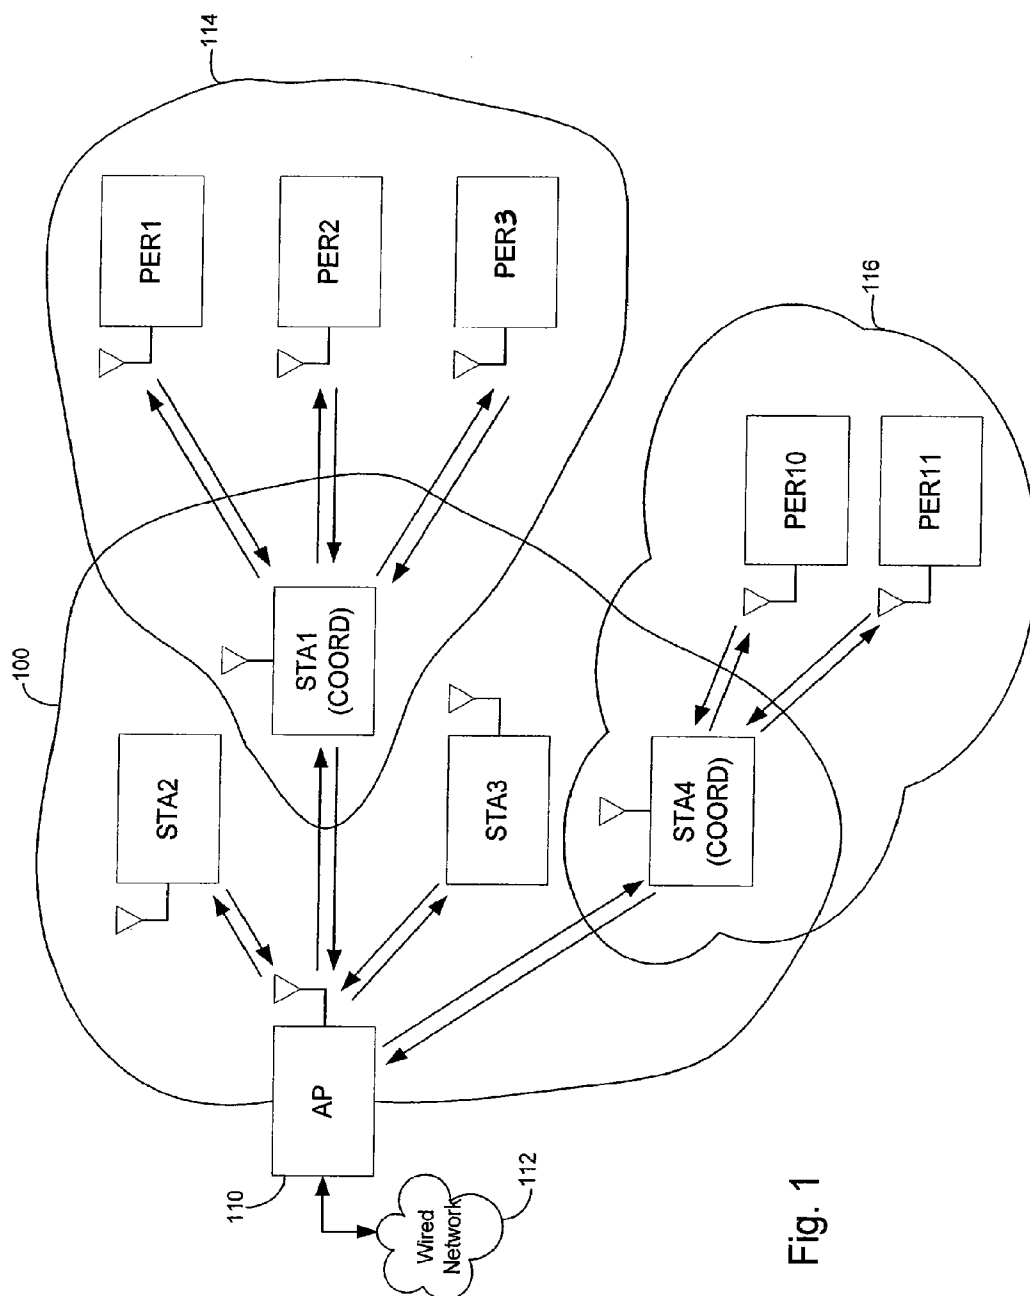 100
114
STA2
PER1
110
AP
STA1
(COORD)
PER2
Wired
Network
STA3
PER3
112
STA4
(COORD)
PER10
PER11
116
Fig. 1